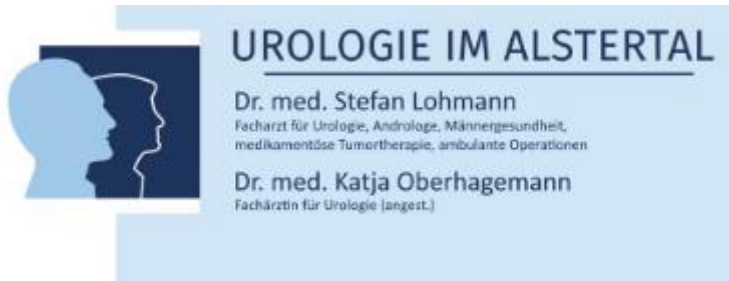 UROLOGIE IM ALSTERTAL
Dr. med. Stefan Lohmann
Facharzt für Urologie, Androloge, Männergesundheit,
medikamentöse Tumortherapie, ambulante Operationen
Dr. med. Katja Oberhagemann
Fachärztin für Urologie (angest.)